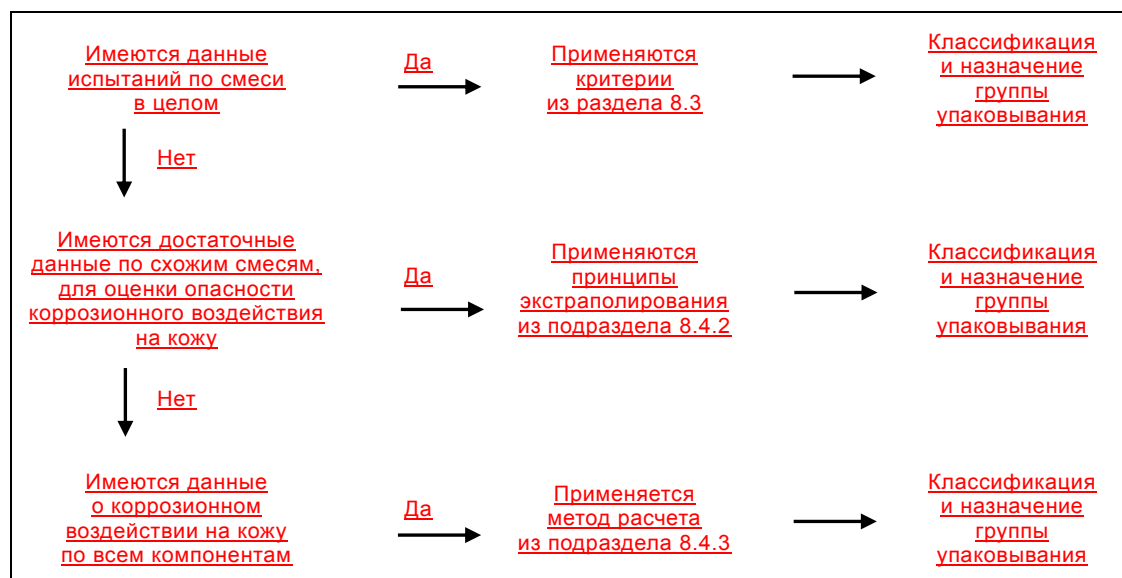 Имеются данные
испытаний по смеси
в целом
Да
Применяются
критерии
из раздела 8.3
Классификация
и назначение
группы
упаковывания
Нет
Имеются достаточные
данные по схожим смесям,
для оценки опасности
коррозионного воздействия
на кожу
Да
Применяются
принципы
экстраполирования
из подраздела 8.4.2
Классификация
и назначение
группы
упаковывания
Нет
Имеются данные
о коррозионном
воздействии на кожу
по всем компонентам
Да
Применяется
метод расчета
из подраздела 8.4.3
Классификация
и назначение
группы
упаковывания